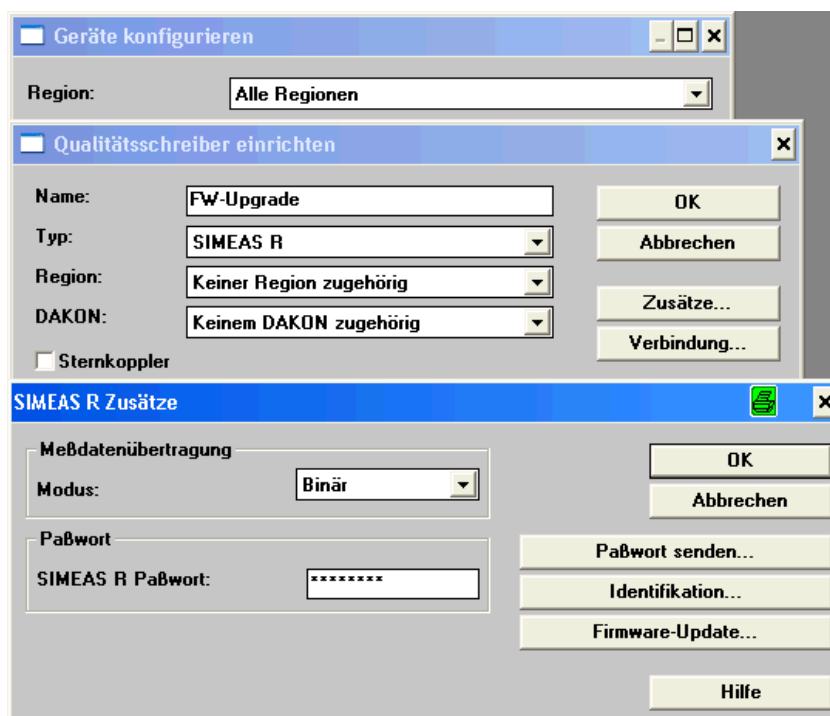 Geräte konfigurieren
Region: Alle Regionen
Qualitätsschreiber einrichten
Name: FW-Upgrade OK
Typ: SIMEAS R Abbrechen
Region: Keiner Region zugehörig
DAKON: Keinem DAKON zugehörig Zusätze...
Sternkoppler Verbindung...
SIMEAS R Zusätze
Meßdatenübertragung
Modus: Binär OK
Abbrechen
Paßwort
SIMEAS R Paßwort: ********
Paßwort senden...
Identifikation...
Firmware-Update...
Hilfe